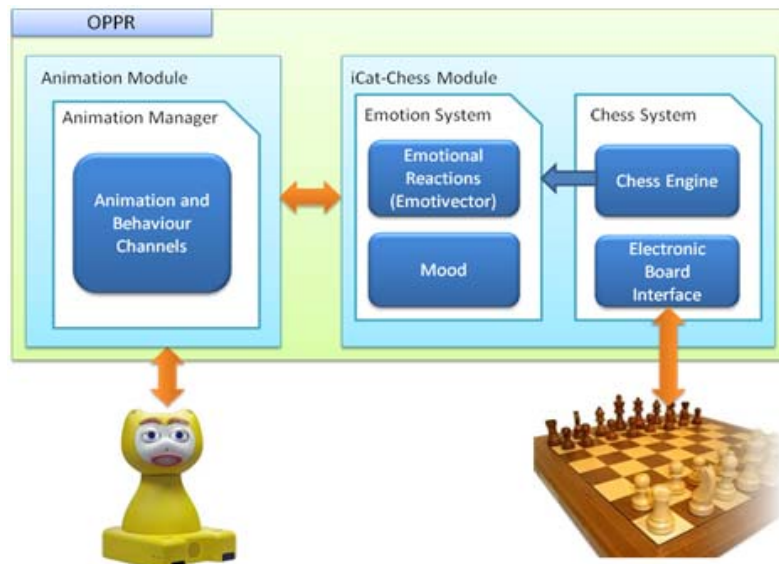 OPPR
Animation Module
Animation Manager
Animation and
Behaviour
Channels
iCat-Chess Module
Emotion System
Emotional
Reactions
(Emotivector)
Mood
Chess System
Chess Engine
Electronic
Board
Interface